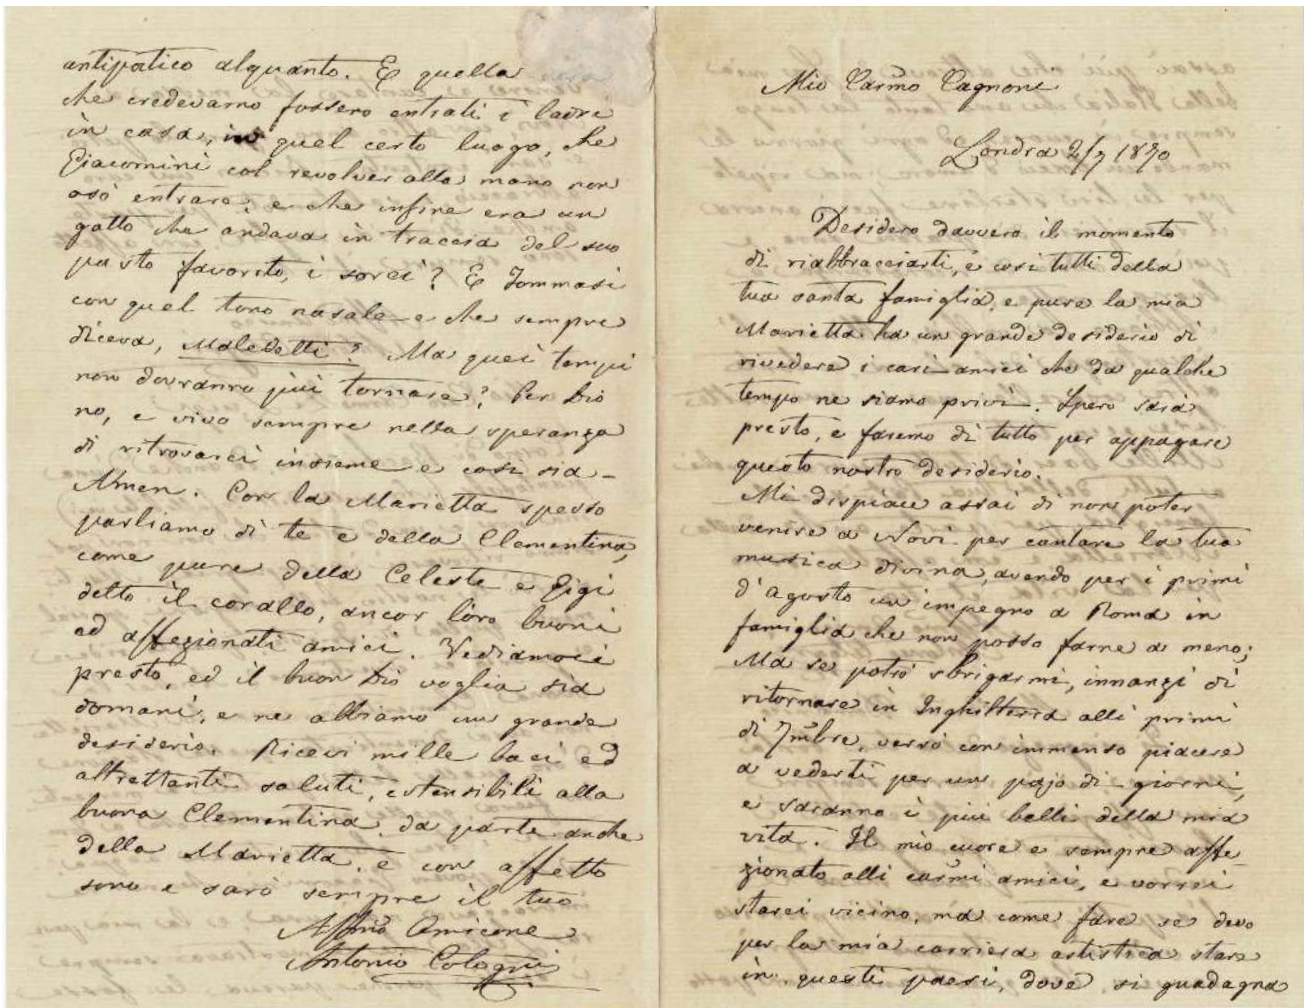 antipatico alquanto. E quella
che credevamo fossero entrati i ladri
in casa, in quel certo luogo, che
Giacomini col revolver alla mano non
osò entrare? e che infine era un
gatto che andava in traccia del suo
pasto favorito, i sorci? E Tommasi
con quel tono nasale e che sempre
diceva, Maledetti? Ma quei tempi
non dovranno più tornare? Per Dio
no, e vivo sempre nella speranza
di ritrovarci insieme e così sia –
Amen. Con la Marietta spesso
parliamo di te e della Clementina,
come pure della Celeste e Gigi
detto il corallo, ancor loro buoni
ed affezionati amici. Vediamoci
presto, ed il buon Dio voglia sia
domani, e ne abbiamo un grande
desiderio. Ricevi mille baci ed
altrettanti saluti, estensibili alla
buona Clementina, da parte anche
della Marietta, e con affetto
sono e sarò sempre il tuo
Affmo Amicone
Antonio Cotogni
Mio Carmo Cagnoni
Londra 2/7 1870
Desidero davvero il momento
di riabbracciarti, e così tutti della
tua santa famiglia, e pure la mia
Marietta ha un grande desiderio di
rivedere i cari amici che da qualche
tempo ne siamo privi. Spero sarà
presto, e faremo di tutto per appagare
questo nostro desiderio.
Mi dispiace assai di non poter
venire a Novi per cantare la tua
musica divina, avendo per i primi
d'Agosto un impegno a Roma in
famiglia che non posso farne a meno;
Ma se potrò sbrigarmi, innanzi di
ritornare in Inghilterra alli primi
di 7mbre, verrò con immenso piacere
a vederti per un pajo di giorni,
e saranno i più belli della mia
vita. Il mio cuore e sempre affe
zionato alli carmi amici, e vorrei
starci vicino, ma come fare se devo
per la mia carriera artistica stare
in questi paesi, dove si guadagna